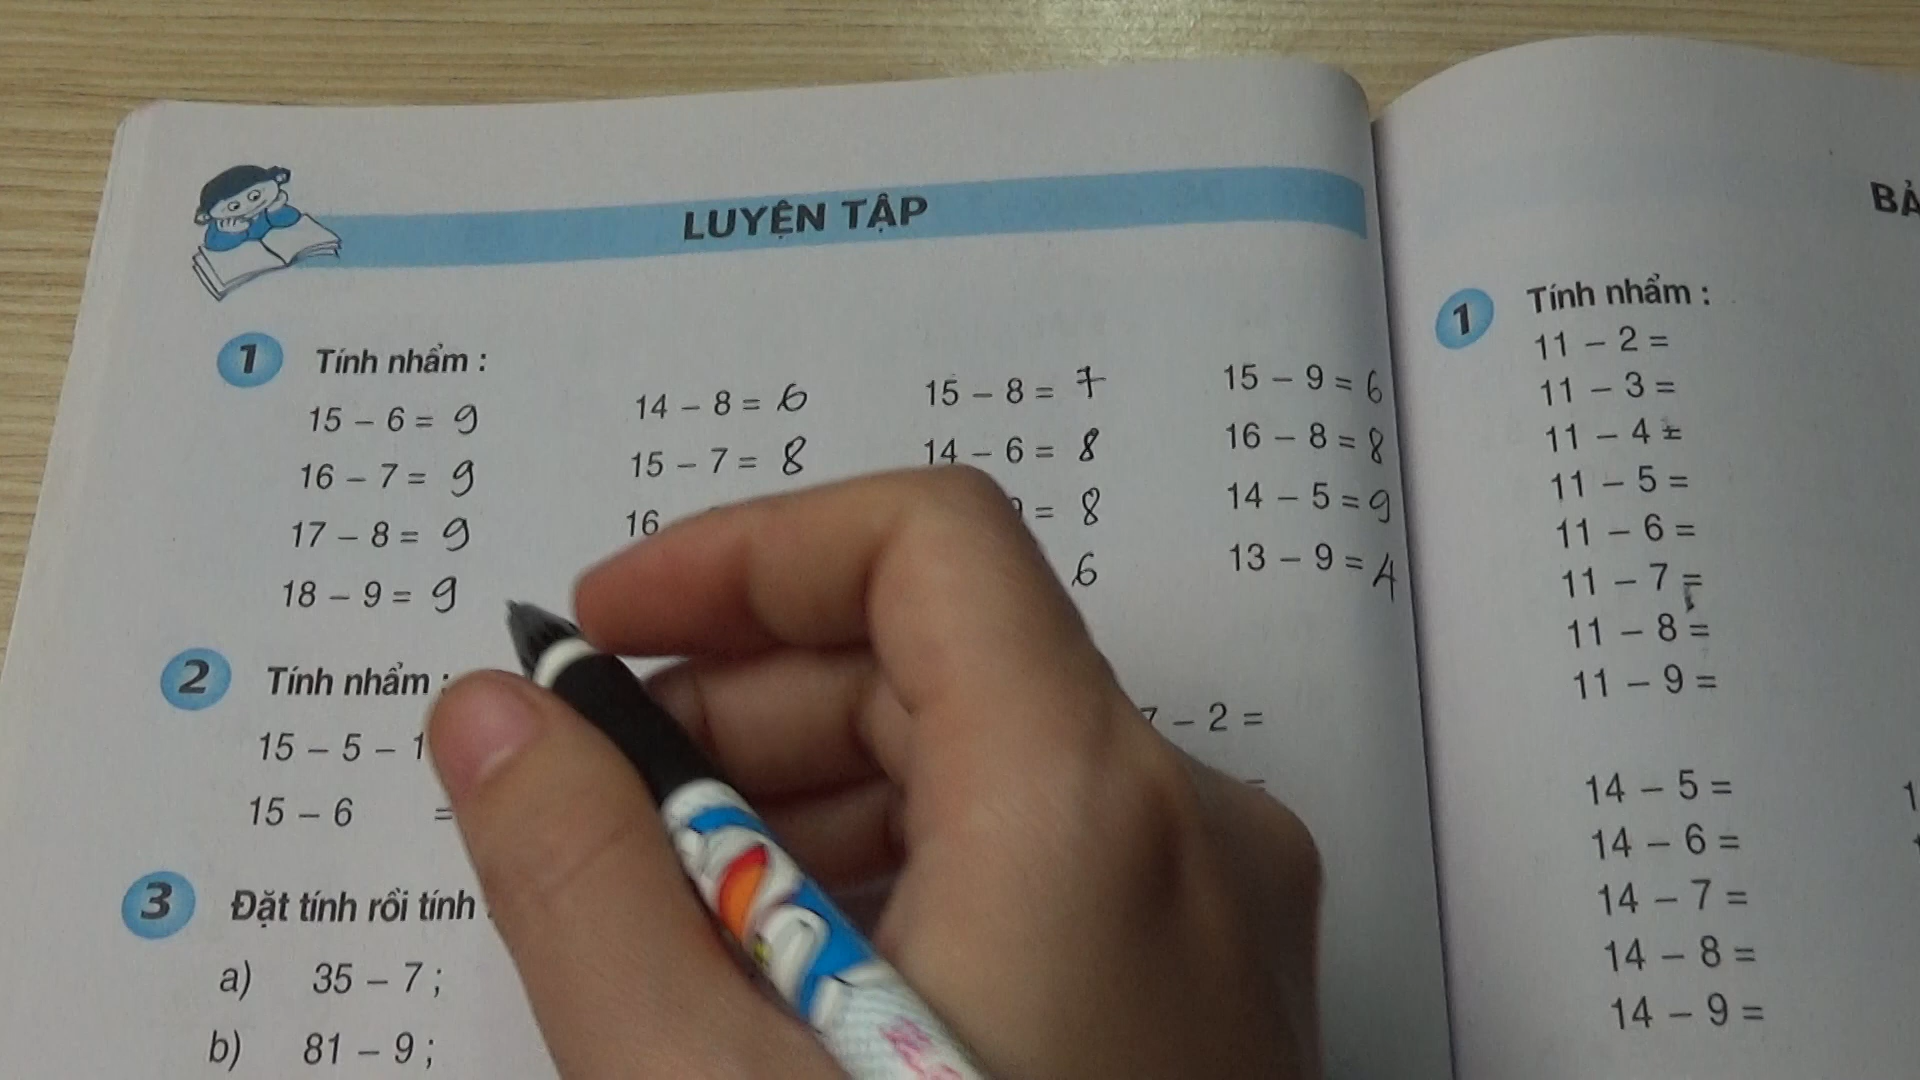 LUYỆN TẬP
1 Tính nhẩm :
15 – 6 = 9 14 – 8 = 6 15 – 8 = 7 15 – 9 = 6
16 – 7 = 9 15 – 7 = 8 14 – 6 = 8 16 – 8 = 8
17 – 8 = 9 16 = 8 14 – 5 = 9
18 – 9 = 9 6 13 – 9 = 4
2 Tính nhẩm :
15 – 5 – 1 7 – 2 =
15 – 6 = =
3 Đặt tính rồi tính
a) 35 – 7 ;
b) 81 – 9 ;
BẢ
1 Tính nhẩm :
11 – 2 =
11 – 3 =
11 – 4 =
11 – 5 =
11 – 6 =
11 – 7 =
11 – 8 =
11 – 9 =
14 – 5 =
14 – 6 =
14 – 7 =
14 – 8 =
14 – 9 =